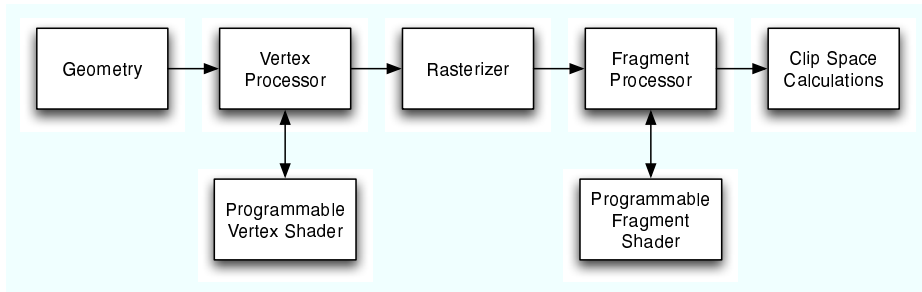 Geometry
Vertex
Processor
Rasterizer
Fragment
Processor
Clip Space
Calculations
Programmable
Vertex Shader
Programmable
Fragment
Shader